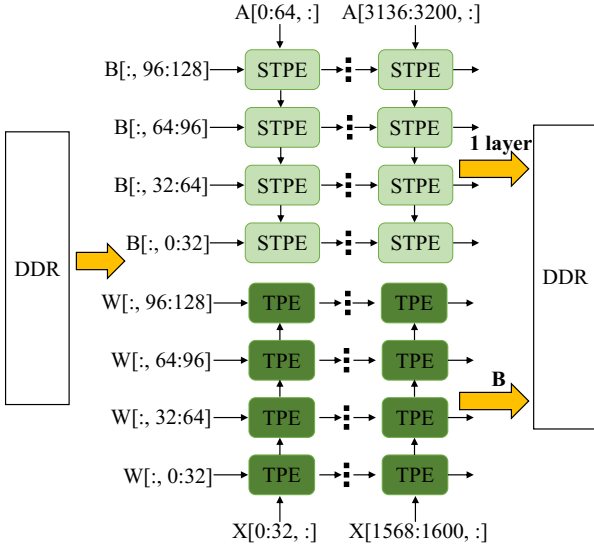 A[0:64, :] A[3136:3200, :]
B[:, 96:128] STPE STPE
B[:, 64:96] STPE STPE
1 layer
B[:, 32:64] STPE STPE
B[:, 0:32] STPE STPE
DDR DDR
W[:, 96:128] TPE TPE
W[:, 64:96] TPE TPE
B
W[:, 32:64] TPE TPE
W[:, 0:32] TPE TPE
X[0:32, :] X[1568:1600, :]